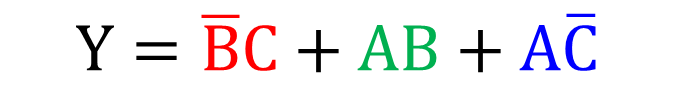 Y = B̅C + AB + AC̅